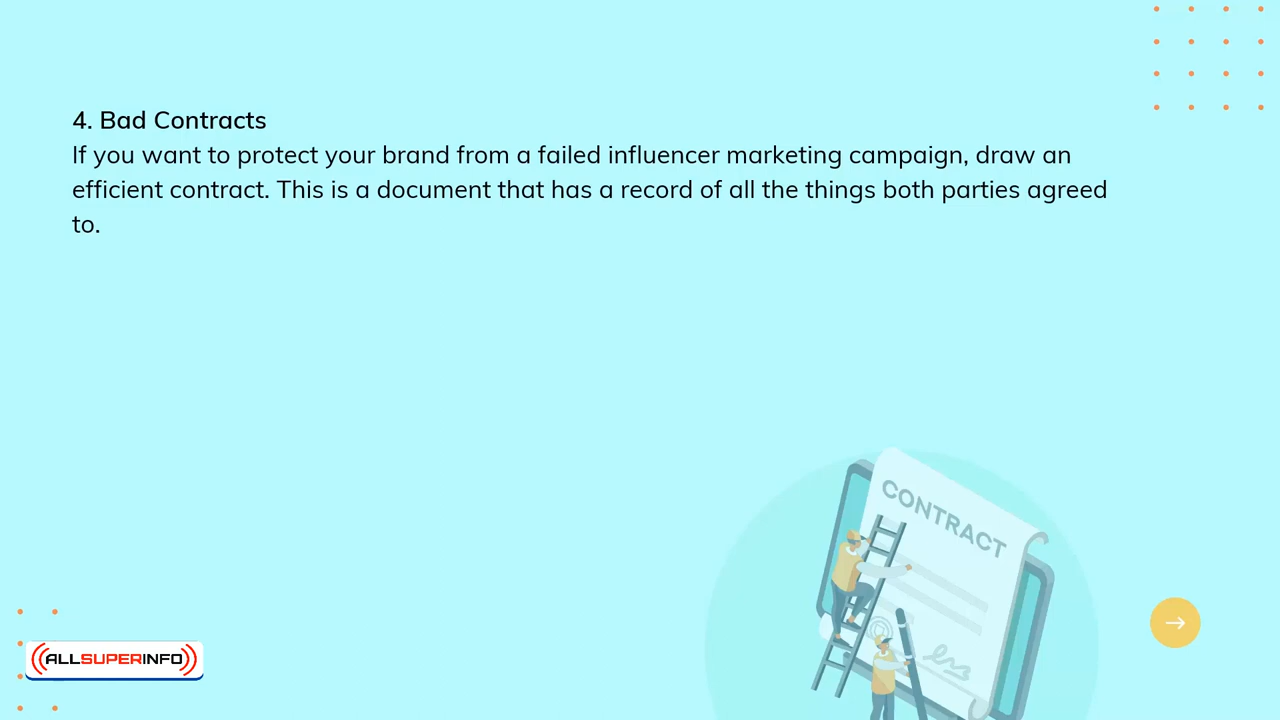 4. Bad Contracts
If you want to protect your brand from a failed influencer marketing campaign, draw an
efficient contract. This is a document that has a record of all the things both parties agreed
to.
CONTRACT
ALLSUPERINFO